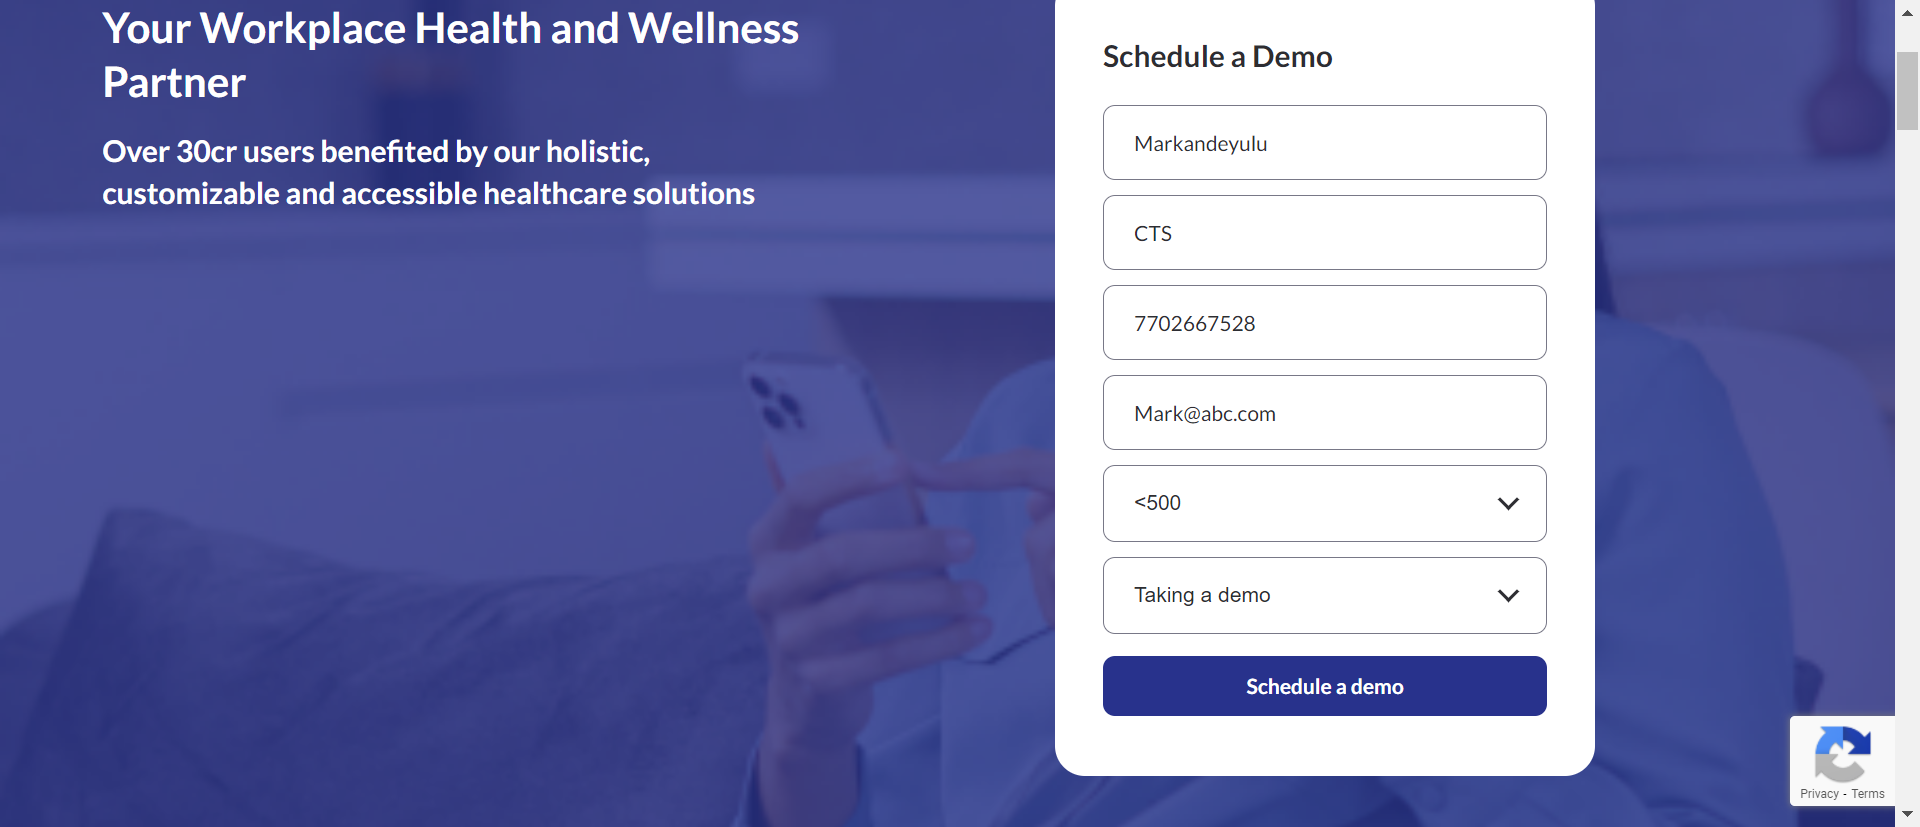 Your Workplace Health and Wellness
Partner
Over 30cr users benefited by our holistic,
customizable and accessible healthcare solutions
Schedule a Demo
Markandeyulu
CTS
7702667528
Mark@abc.com
<500
Taking a demo
Schedule a demo
Privacy - Terms